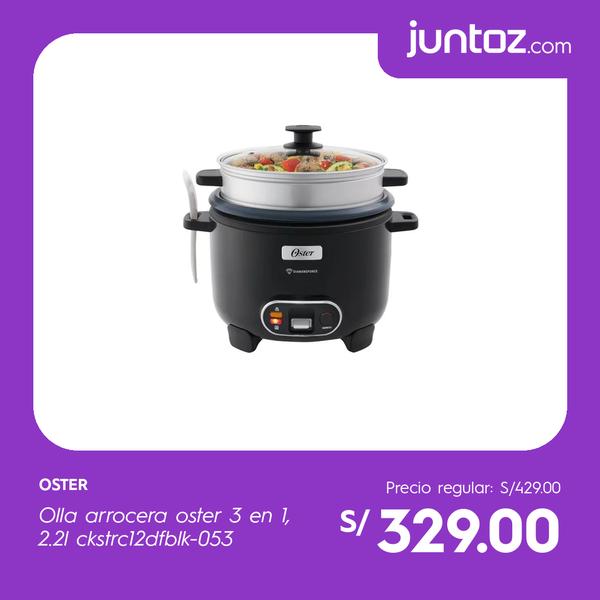 juntoz.com
Oster
DIAMONDFORCE
OSTER
Olla arrocera oster 3 en 1,
2.2l ckstrc12dfblk-053
Precio regular: S/429.00
S/ 329.00